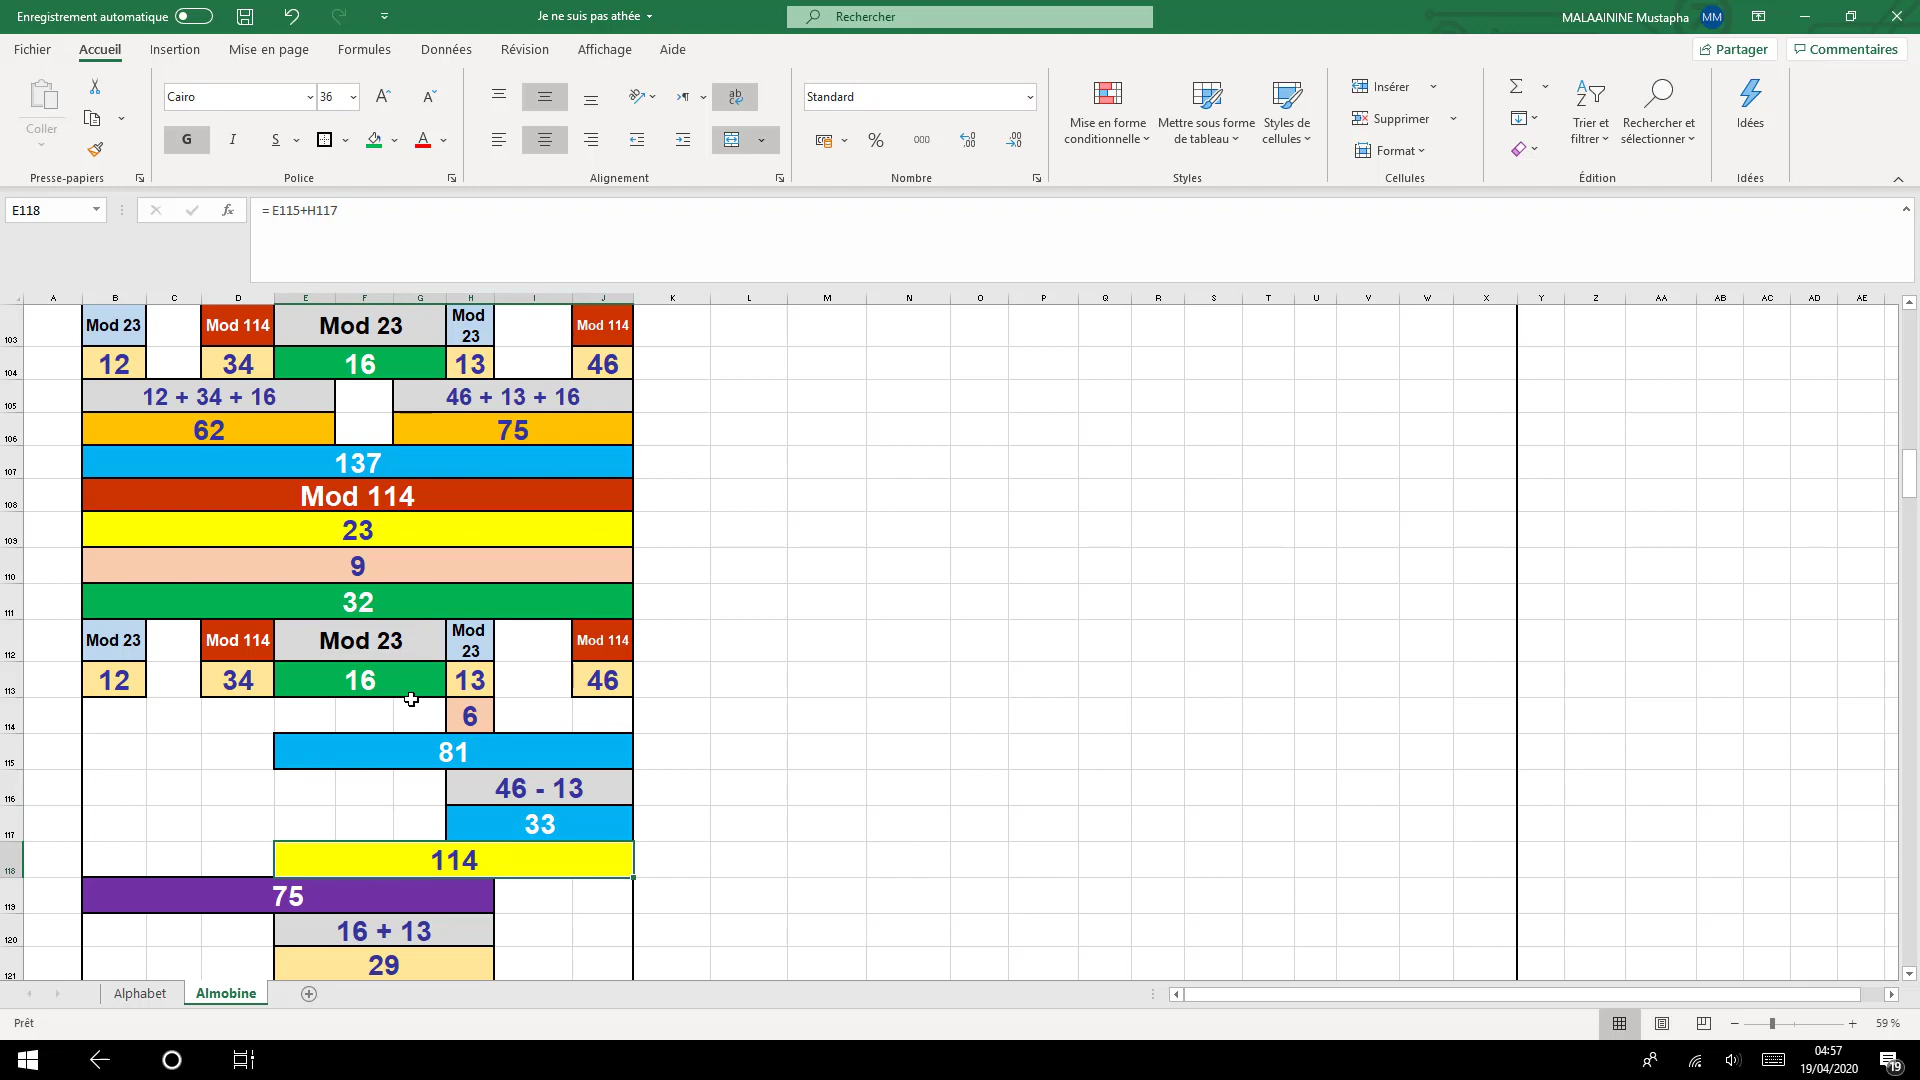 Enregistrement automatique
Je ne suis pas athée
Rechercher
MALAAININE Mustapha
MM
Fichier Accueil Insertion Mise en page Formules Données Révision Affichage Aide
Partager
Commentaires
Coller
Presse-papiers
Cairo
36
G I S
Police
Alignement
Standard
Nombre
Mise en forme
conditionnelle
Mettre sous forme
de tableau
Styles de
cellules
Styles
Insérer
Supprimer
Format
Cellules
Trier et
filtrer
Rechercher et
sélectionner
Édition
Idées
Idées
E118
fx
= E115+H117
A B C D E F G H I J K L M N O P Q R S T U V W X Y Z AA AB AC AD AE
103 Mod 23 Mod 114 Mod 23 Mod 23 Mod 114
104 12 34 16 13 46
105 12 + 34 + 16 46 + 13 + 16
106 62 75
107 137
108 Mod 114
109 23
110 9
111 32
112 Mod 23 Mod 114 Mod 23 Mod 23 Mod 114
113 12 34 16 13 46
114 6
115 81
116 46 - 13
117 33
118 114
119 75
120 16 + 13
121 29
Alphabet Almobine
Prêt
59 %
04:57
19/04/2020
19